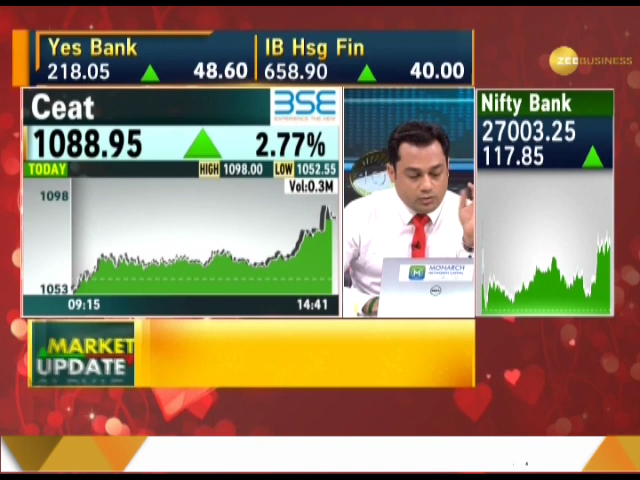 Yes Bank
218.05 48.60
IB Hsg Fin
658.90 40.00
ZEEBUSINESS
Ceat
BSE
EXPERIENCE THE NEW
1088.95 2.77%
TODAY HIGH 1098.00 LOW 1052.55
Vol:0.3M
1098
1053
09:15 14:41
MONARCH
DELL
Nifty Bank
27003.25
117.85
MARKET
UPDATE